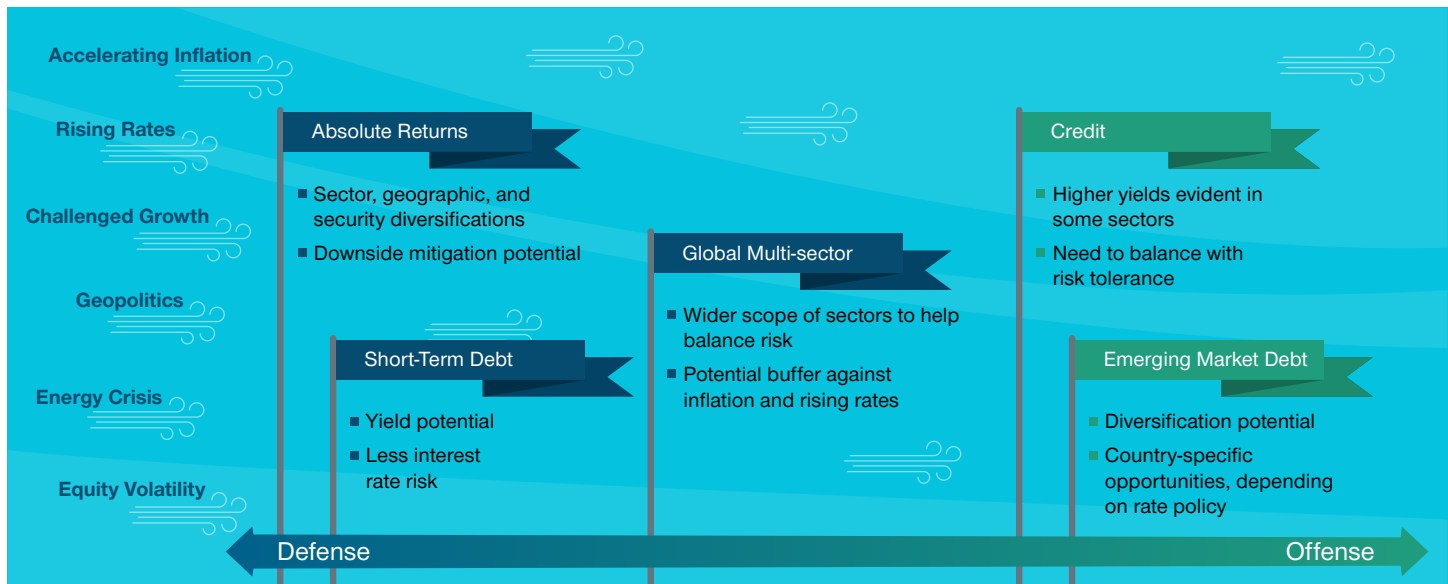 Accelerating Inflation
Rising Rates
Challenged Growth
Geopolitics
Energy Crisis
Equity Volatility
Absolute Returns
Sector, geographic, and
security diversifications
Downside mitigation potential
Short-Term Debt
Yield potential
Less interest
rate risk
Global Multi-sector
Wider scope of sectors to help
balance risk
Potential buffer against
inflation and rising rates
Credit
Higher yields evident in
some sectors
Need to balance with
risk tolerance
Emerging Market Debt
Diversification potential
Country-specific
opportunities, depending
on rate policy
Defense
Offense